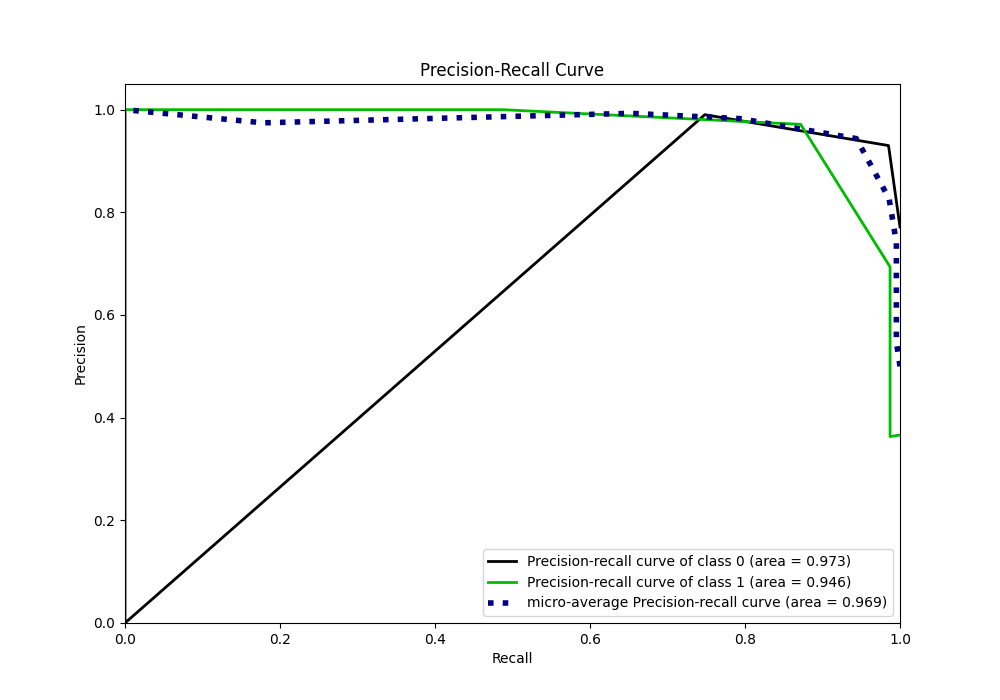 Precision-Recall Curve
1.0
0.8
0.6
0.4
0.2
0.0
Precision
0.0 0.2 0.4 0.6 0.8 1.0
Recall
Precision-recall curve of class 0 (area = 0.973)
Precision-recall curve of class 1 (area = 0.946)
micro-average Precision-recall curve (area = 0.969)